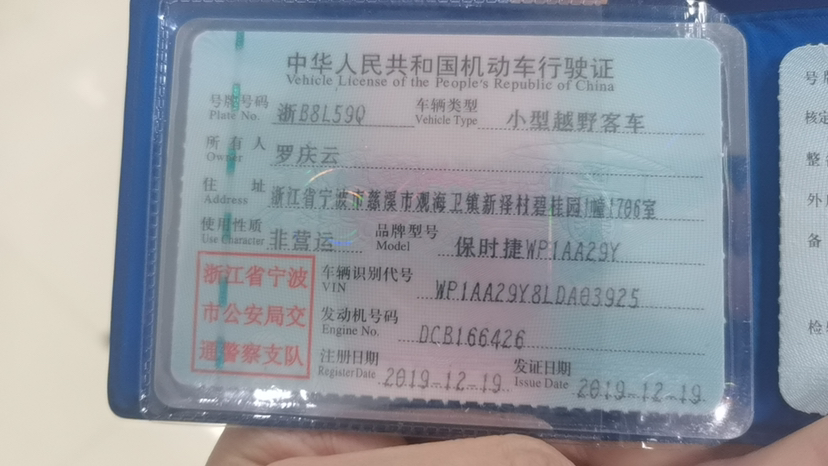 中华人民共和国机动车行驶证
Vehicle License of the People's Republic of China
号牌号码 浙B8L59Q 车辆类型 小型越野客车
Plate No. Vehicle Type
所有人 罗庆云
Owner
住址 浙江省宁波市慈溪市观海卫镇新泽村碧桂园1幢1706室
Address
使用性质 非营运 品牌型号 保时捷WP1AA29Y
Use Character Model
浙江省宁波
市公安局交
通警察支队
车辆识别代号 WP1AA29Y8LDA03925
VIN
发动机号码 DCB166426
Engine No.
注册日期 2019-12-19 发证日期 2019-12-19
Register Date Issue Date
号牌
核定
整
外
备
检